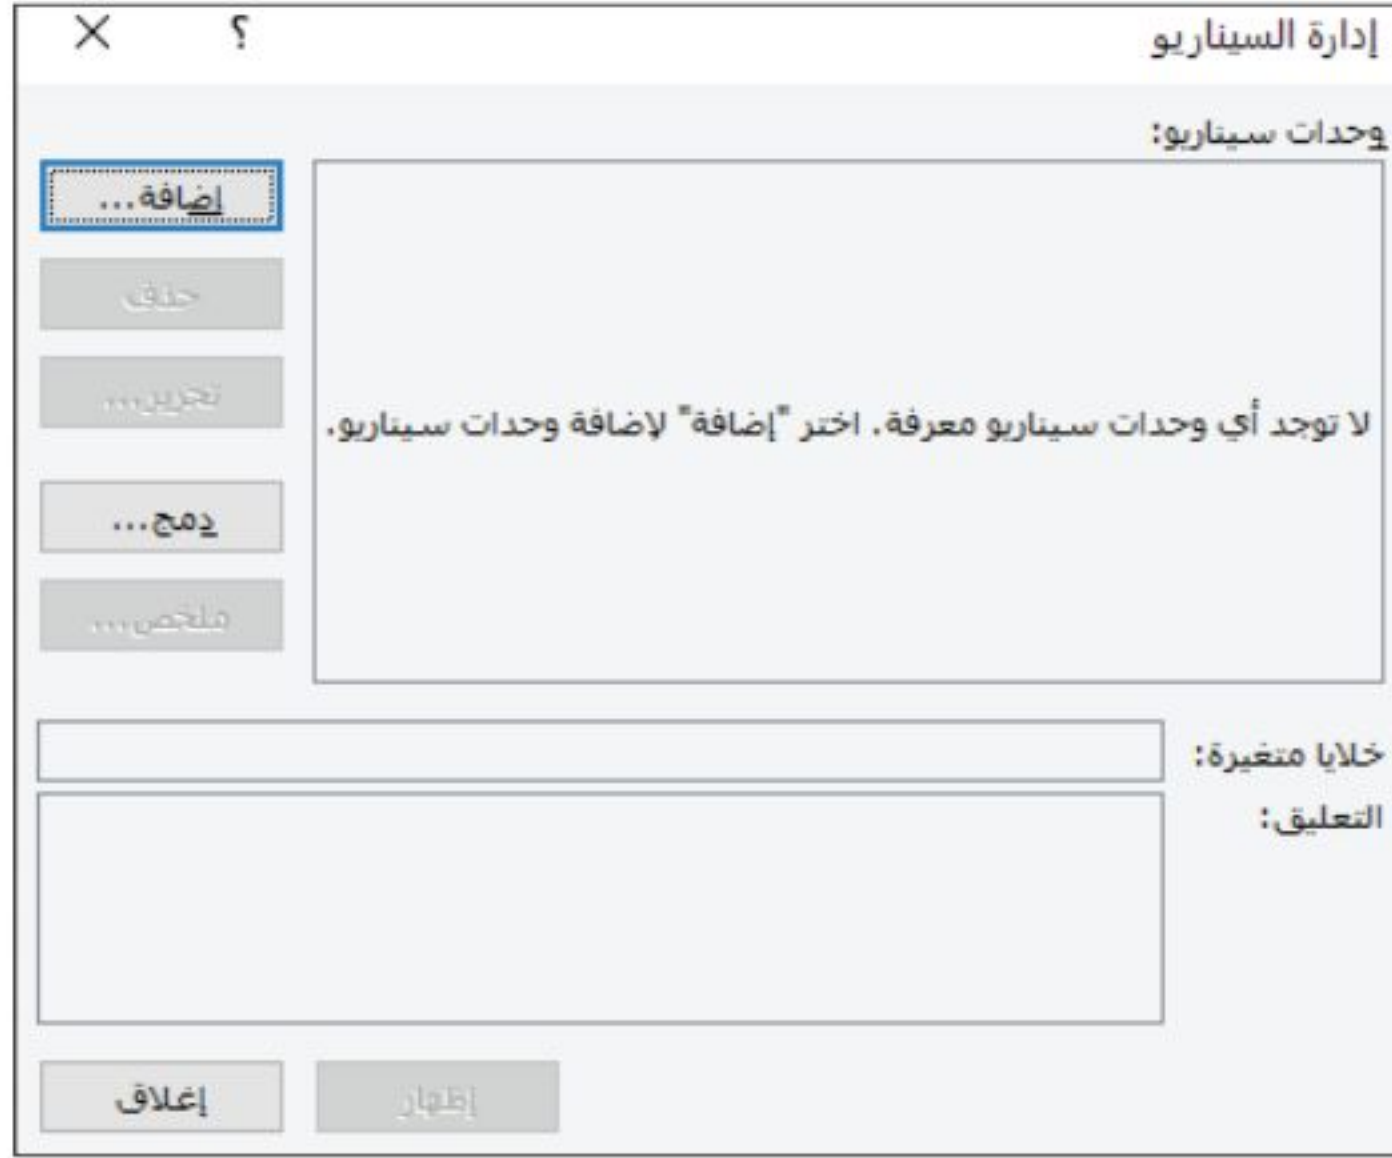 إدارة السيناريو ؟
وحدات سيناريو:
إضافة...
حذف
تحرير...
لا توجد أي وحدات سيناريو معرفة. اختر "إضافة" لإضافة وحدات سيناريو.
دمج...
ملخص...
خلايا متغيرة:
التعليق:
إظهار
إغلاق